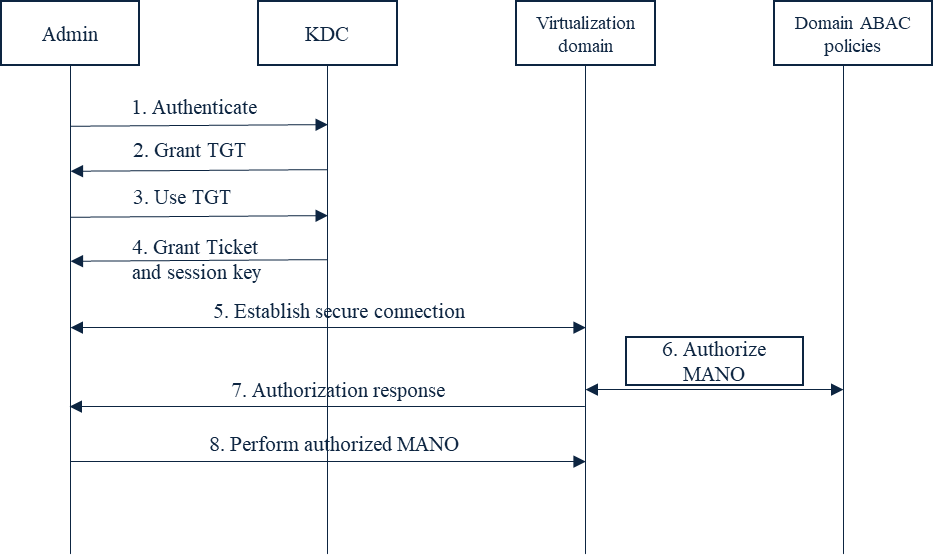 Admin
KDC
Virtualization
domain
Domain ABAC
policies
1. Authenticate
2. Grant TGT
3. Use TGT
4. Grant Ticket
and session key
5. Establish secure connection
6. Authorize
MANO
7. Authorization response
8. Perform authorized MANO